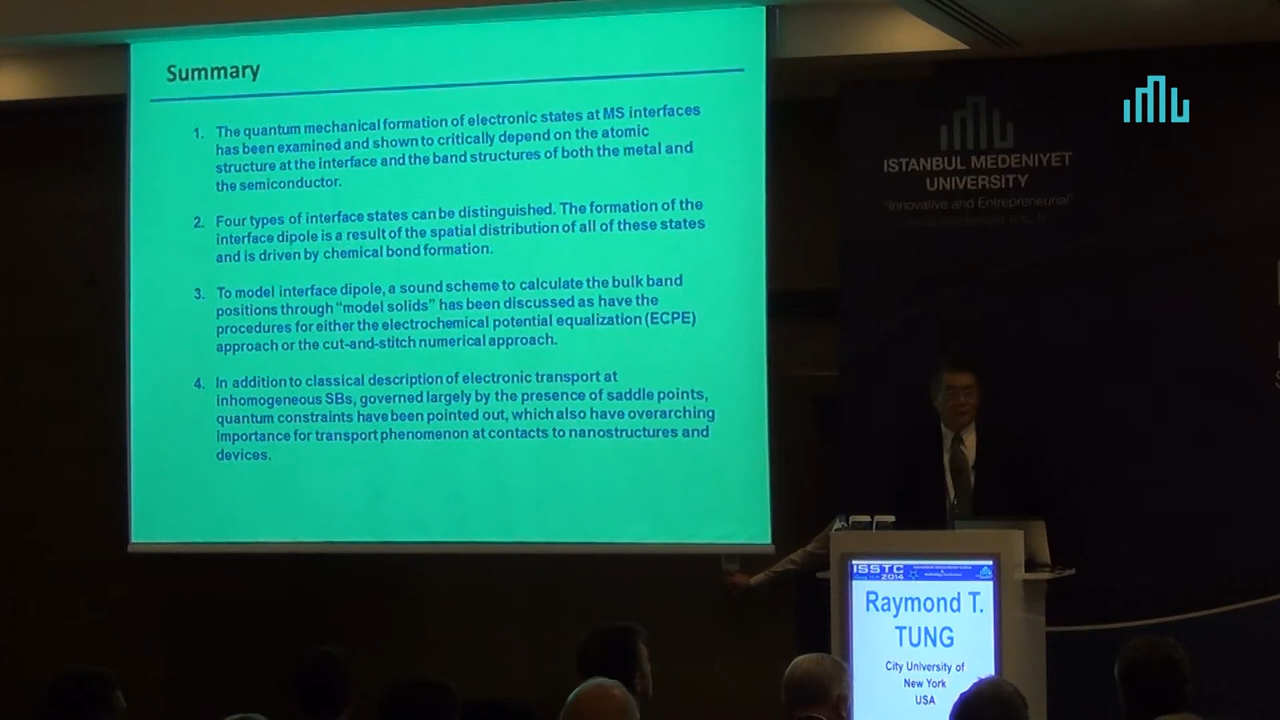 Summary
1. The quantum mechanical formation of electronic states at MS interfaces
has been examined and shown to critically depend on the atomic
structure at the interface and the band structures of both the metal and
the semiconductor.
2. Four types of interface states can be distinguished. The formation of the
interface dipole is a result of the spatial distribution of all of these states
and is driven by chemical bond formation.
3. To model interface dipole, a sound scheme to calculate the bulk band
positions through "model solids" has been discussed as have the
procedures for either the electrochemical potential equalization (ECPE)
approach or the cut-and-stitch numerical approach.
4. In addition to classical description of electronic transport at
inhomogeneous SBs, governed largely by the presence of saddle points,
quantum constraints have been pointed out, which also have overarching
importance for transport phenomenon at contacts to nanostructures and
devices.
ISTANBUL MEDENIYET
UNIVERSITY
"Innovative and Entrepreneurial"
ISSTC
2014
Raymond T.
TUNG
City University of
New York
USA